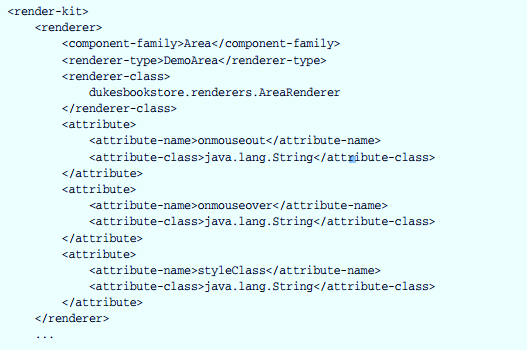 <render-kit>
<renderer>
<component-family>Area</component-family>
<renderer-type>DemoArea</renderer-type>
<renderer-class>
dukesbookstore.renderers.AreaRenderer
</renderer-class>
<attribute>
<attribute-name>onmouseout</attribute-name>
<attribute-class>java.lang.String</attribute-class>
</attribute>
<attribute>
<attribute-name>onmouseover</attribute-name>
<attribute-class>java.lang.String</attribute-class>
</attribute>
<attribute>
<attribute-name>styleClass</attribute-name>
<attribute-class>java.lang.String</attribute-class>
</attribute>
</renderer>
...